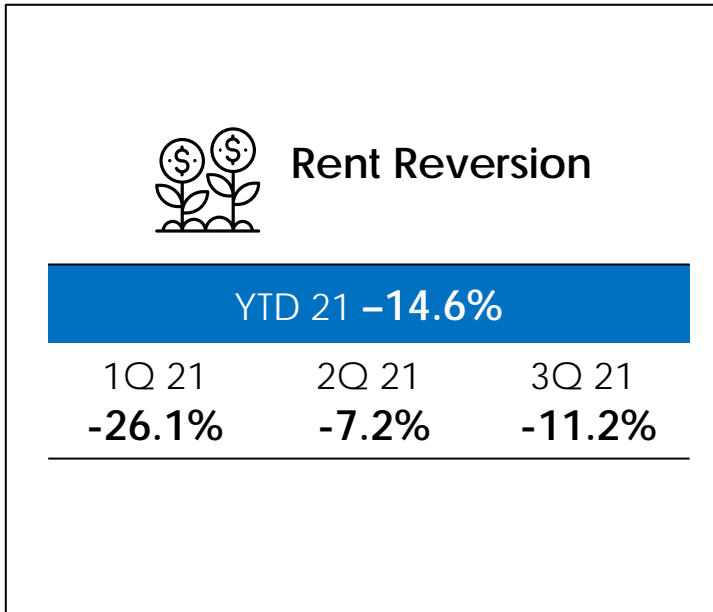 $ $
Rent Reversion
YTD 21 –14.6%
1Q 21 2Q 21 3Q 21
-26.1% -7.2% -11.2%